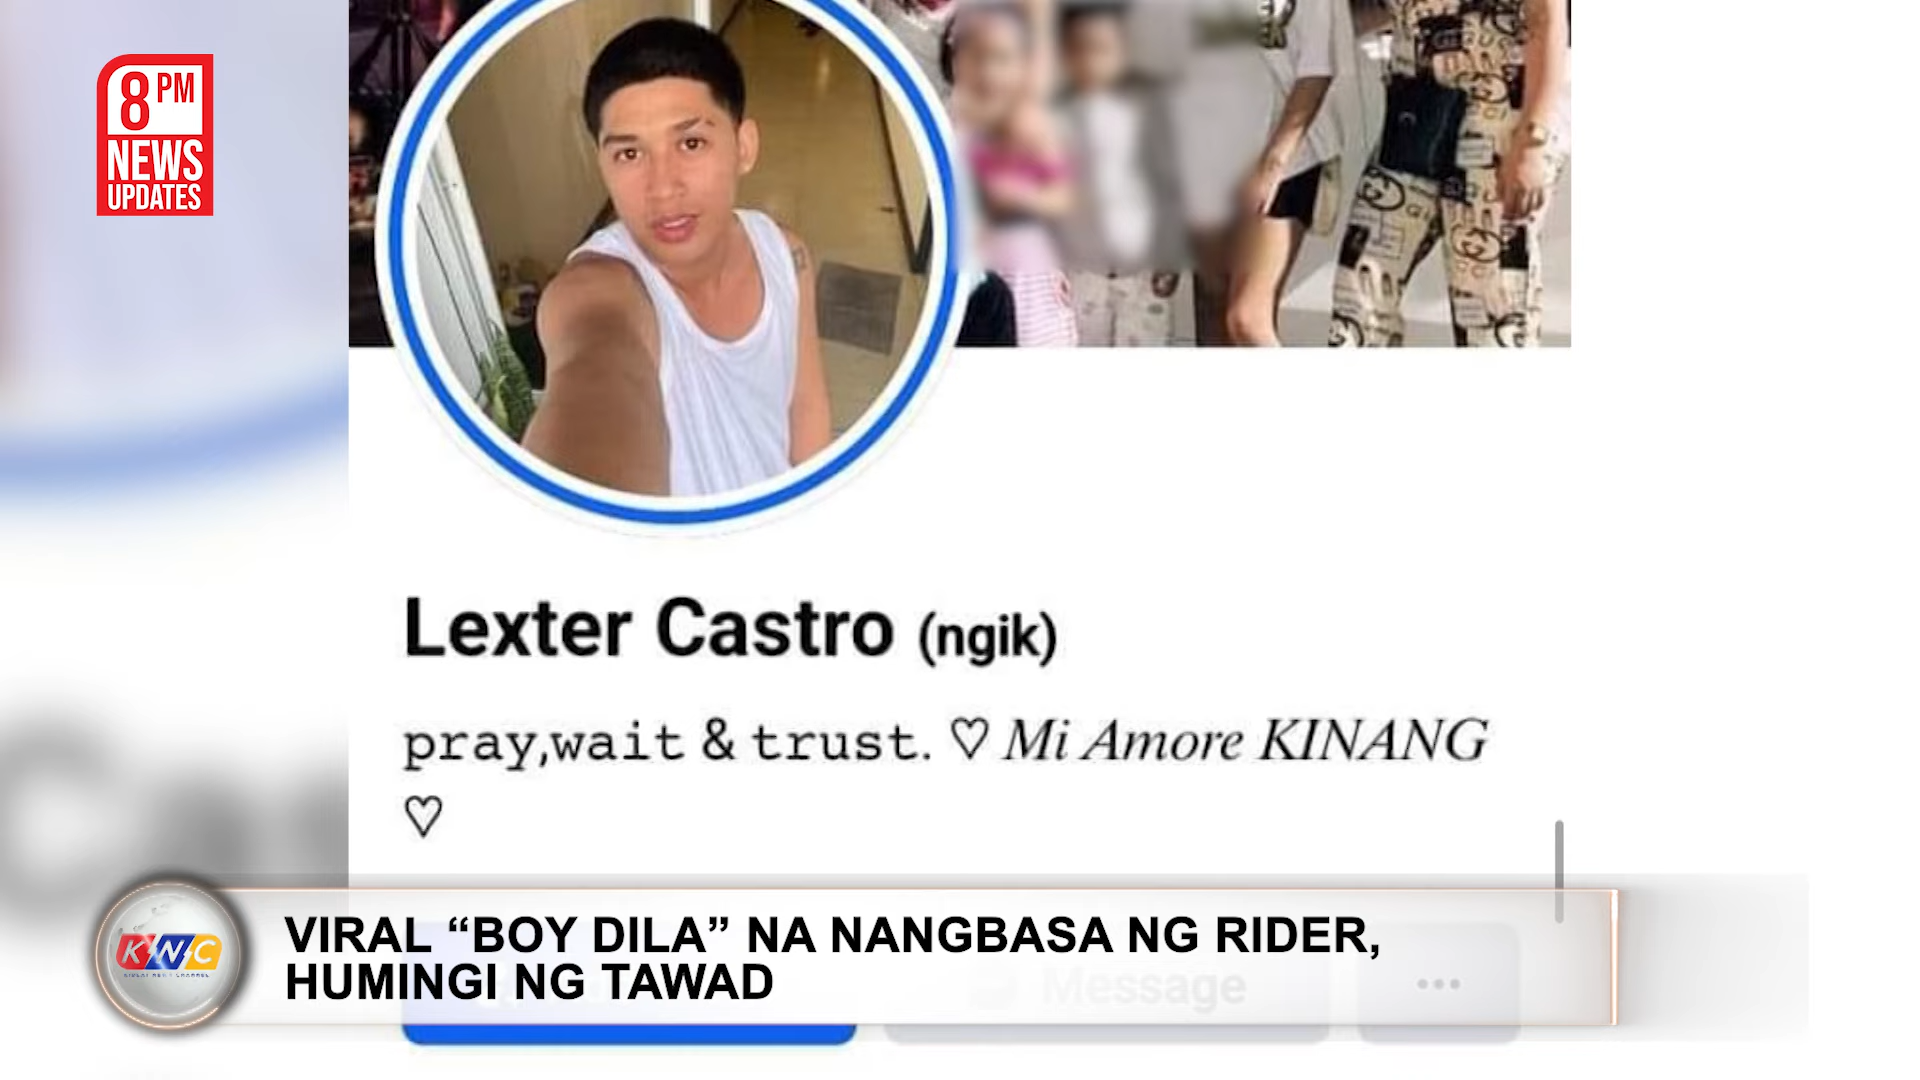 8 PM
NEWS
UPDATES
Lexter Castro (ngik)
pray,wait & trust. ♡ Mi Amore KINANG
♡
VIRAL “BOY DILA” NA NANGBASA NG RIDER,
HUMINGI NG TAWAD
Message
KNC